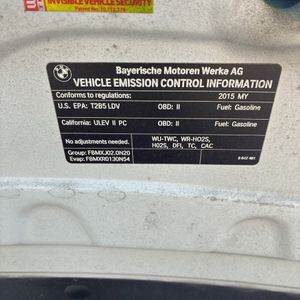 INVISIBLE VEHICLE SECURITY
BMW
Bayerische Motoren Werke AG
VEHICLE EMISSION CONTROL INFORMATION
Conforms to regulations: 2015 MY
U.S. EPA: T2B5 LDV OBD: II Fuel: Gasoline
California: ULEV II PC OBD: II Fuel: Gasoline
No adjustments needed. WU-TWC, WR-HO2S,
HO2S, DFI, TC, CAC
Group: FBMXJ02.0N20
Evap: FBMXR0130N54